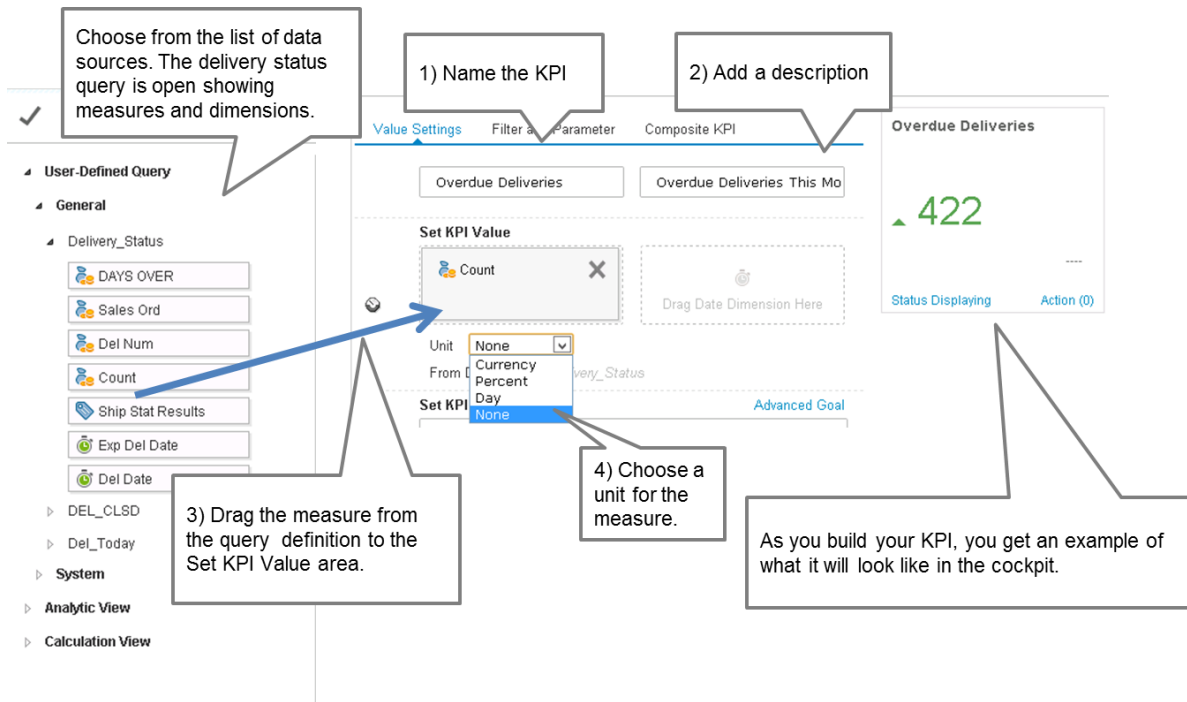 Choose from the list of data
sources. The delivery status
query is open showing
measures and dimensions.
1) Name the KPI
2) Add a description
Value Settings
Filter a
Parameter
Composite KPI
Overdue Deliveries
User-Defined Query
General
Delivery_Status
DAYS OVER
Sales Ord
Del Num
Count
Ship Stat Results
Exp Del Date
Del Date
DEL_CLSD
Del_Today
System
Analytic View
Calculation View
Overdue Deliveries
Overdue Deliveries This Mo
Set KPI Value
Count
Drag Date Dimension Here
Unit
None
Currency
Percent
Day
None
From
very_Status
Set KPI
Advanced Goal
422
----
Status Displaying
Action (0)
3) Drag the measure from
the query definition to the
Set KPI Value area.
4) Choose a
unit for the
measure.
As you build your KPI, you get an example of
what it will look like in the cockpit.